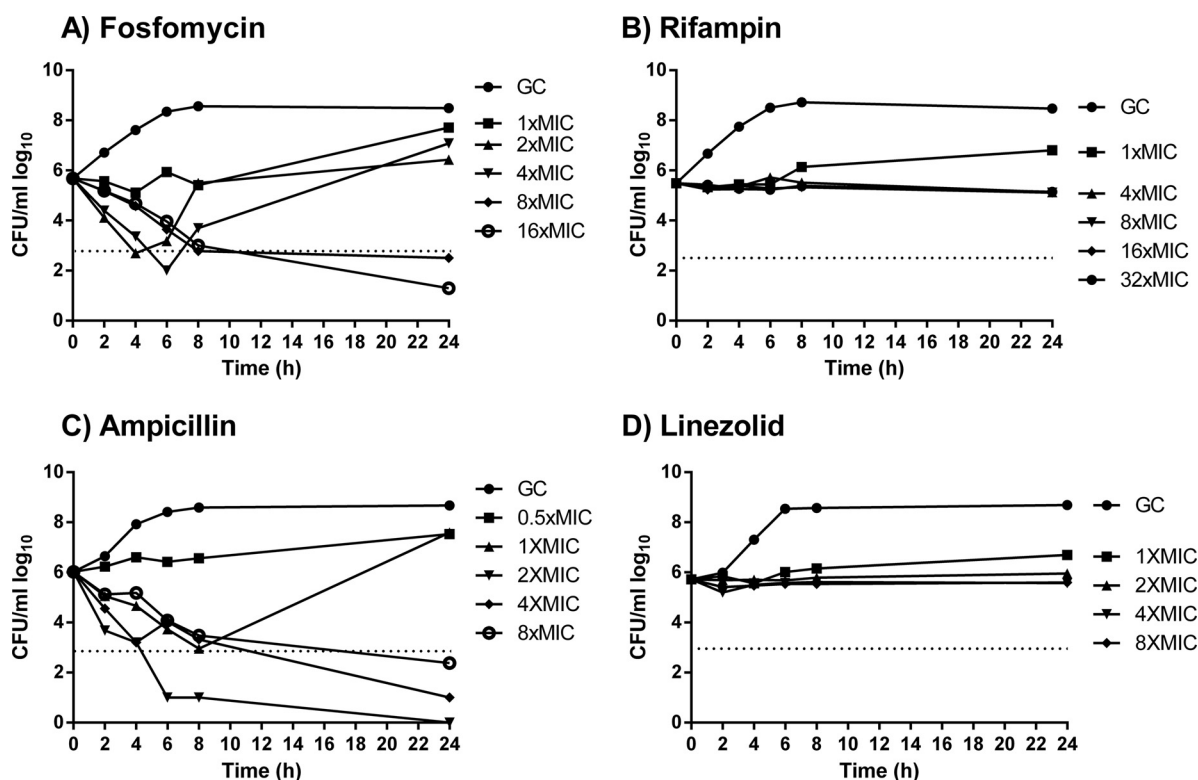 A) Fosfomycin
CFU/ml log10
10
8
6
4
2
0
0 2 4 6 8 10 12 14 16 18 20 22 24
Time (h)
GC
1xMIC
2xMIC
4xMIC
8xMIC
16xMIC
B) Rifampin
CFU/ml log10
10
8
6
4
2
0
0 2 4 6 8 10 12 14 16 18 20 22 24
Time (h)
GC
1xMIC
4xMIC
8xMIC
16xMIC
32xMIC
C) Ampicillin
CFU/ml log10
10
8
6
4
2
0
0 2 4 6 8 10 12 14 16 18 20 22 24
Time (h)
GC
0.5xMIC
1XMIC
2XMIC
4XMIC
8xMIC
D) Linezolid
CFU/ml log10
10
8
6
4
2
0
0 2 4 6 8 10 12 14 16 18 20 22 24
Time (h)
GC
1XMIC
2XMIC
4XMIC
8XMIC